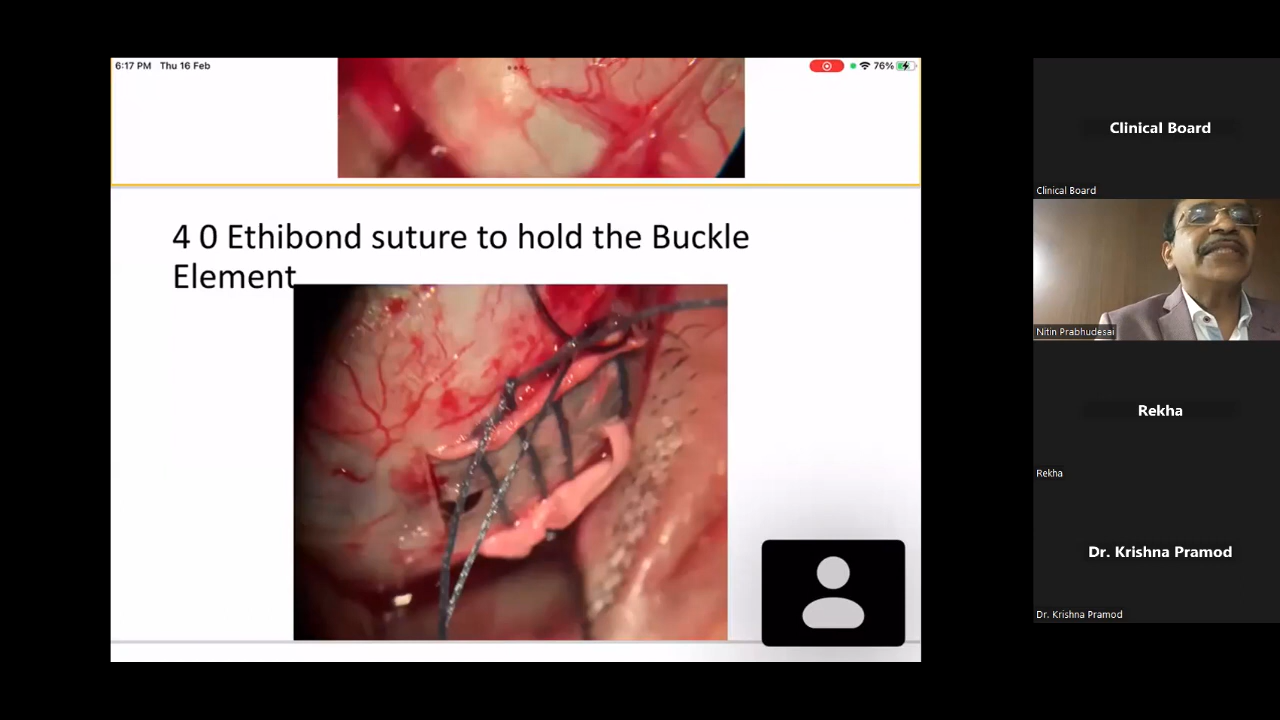 6:17 PM Thu 16 Feb
76%
4 0 Ethibond suture to hold the Buckle
Element
Clinical Board
Clinical Board
Nitin Prabhudesai
Rekha
Rekha
Dr. Krishna Pramod
Dr. Krishna Pramod